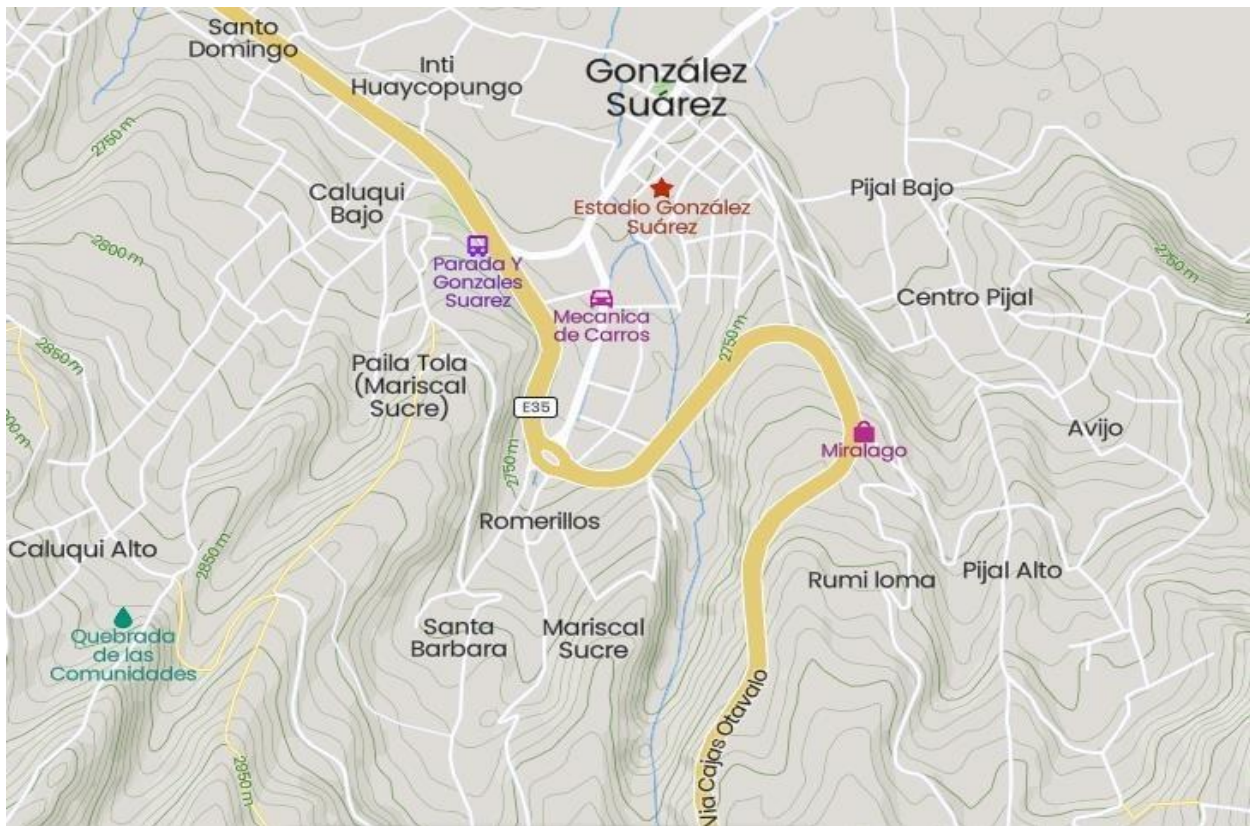 Santo
Domingo
Inti
Huaycopungo
González
Suárez
2750 m
Caluqui
Bajo
Pijal Bajo
Estadio González
Suárez
2800 m
Parada Y
Gonzales
Suarez
2750 m
Centro Pijal
Mecanica
de Carros
2750 m
2850 m
Paila Tola
(Mariscal
Sucre)
E35
Avijo
Miralago
2750 m
Romerillos
Caluqui Alto
2850 m
Rumi loma
Pijal Alto
Quebrada
de las
Comunidades
Santa
Barbara
Mariscal
Sucre
Vía Cajas Otavalo
2950 m